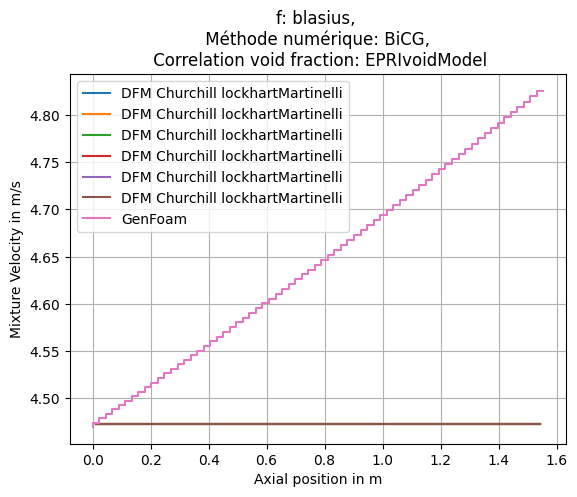 f: blasius,
Méthode numérique: BiCG,
Correlation void fraction: EPRIvoidModel
DFM Churchill lockhartMartinelli
DFM Churchill lockhartMartinelli
DFM Churchill lockhartMartinelli
DFM Churchill lockhartMartinelli
DFM Churchill lockhartMartinelli
DFM Churchill lockhartMartinelli
GenFoam
Mixture Velocity in m/s
4.80
4.75
4.70
4.65
4.60
4.55
4.50
0.0 0.2 0.4 0.6 0.8 1.0 1.2 1.4 1.6
Axial position in m